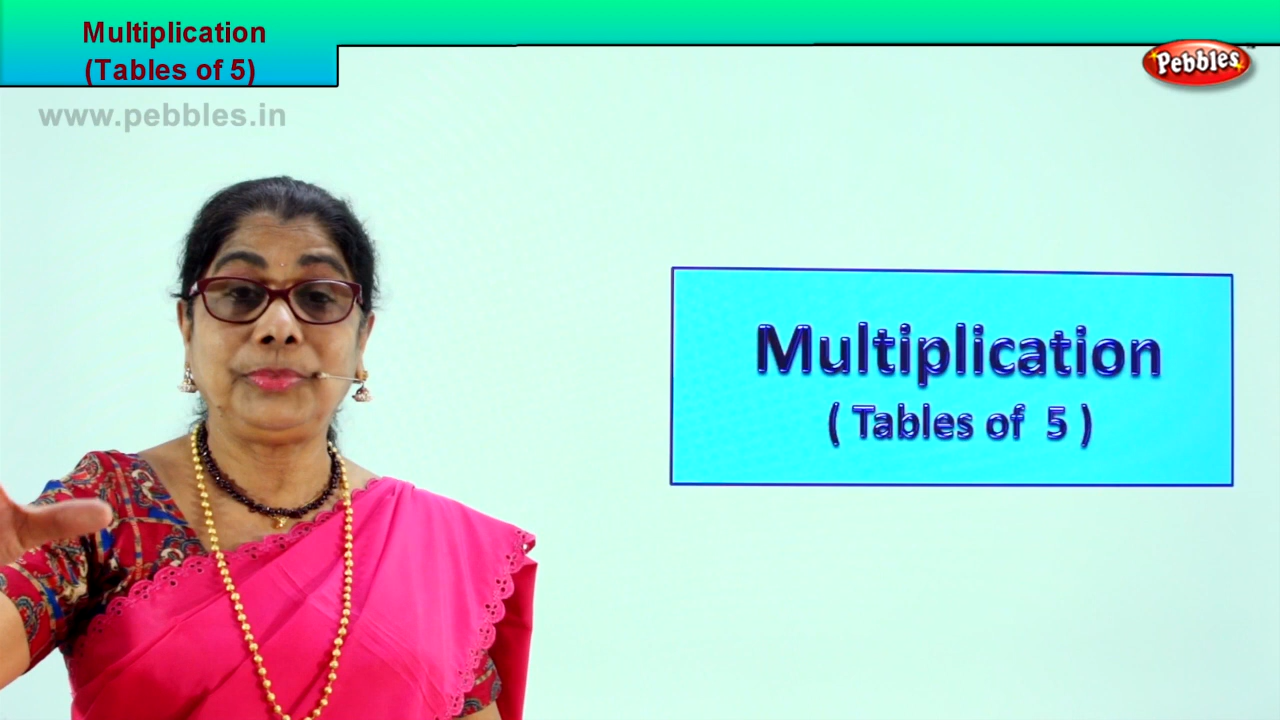 Multiplication
(Tables of 5)
Pebbles
www.pebbles.in
Multiplication
( Tables of 5 )